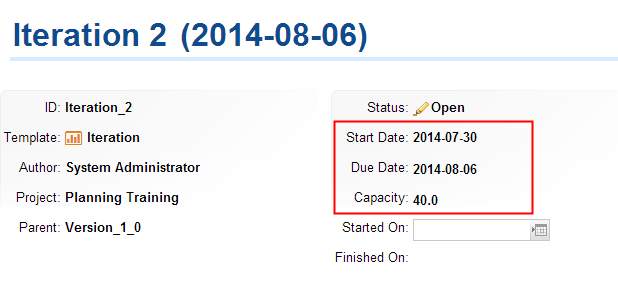 Iteration 2 (2014-08-06)
ID: Iteration_2
Template: Iteration
Author: System Administrator
Project: Planning Training
Parent: Version_1_0
Status: Open
Start Date: 2014-07-30
Due Date: 2014-08-06
Capacity: 40.0
Started On:
Finished On: